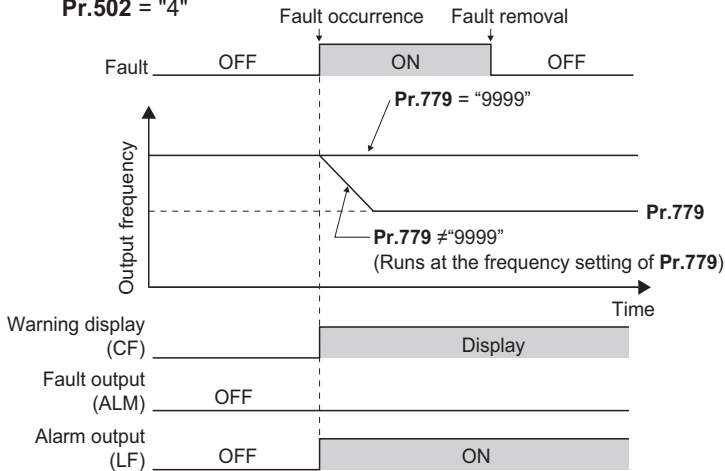 Pr.502 = "4"
Fault occurrence Fault removal
Fault OFF ON OFF
Pr.779 = “9999”
Output frequency
Pr.779
Pr.779 ≠“9999”
(Runs at the frequency setting of Pr.779)
Time
Warning display
(CF)
Display
Fault output
(ALM)
OFF
Alarm output
(LF)
OFF ON